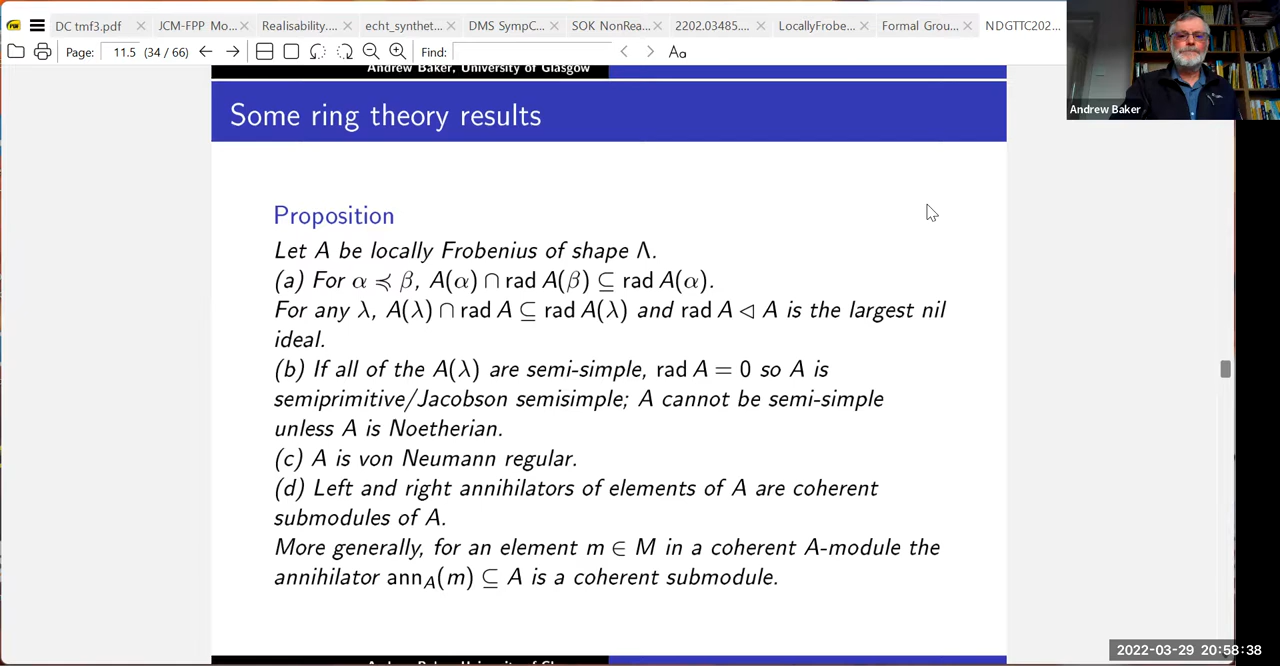 DC tmf3.pdf
JCM-FPP Mo...
Realisability....
echt_synthet...
DMS SympC...
SOK NonRea...
2202.03485....
LocallyFrobe...
Formal Grou...
NDGTTC202...
Page: 11.5 (34 / 66)
Find:
Aa
Andrew Baker
Andrew Baker, University of Glasgow
Some ring theory results
Proposition
Let A be locally Frobenius of shape Λ.
(a) For α ≼ β, A(α) ∩ rad A(β) ⊆ rad A(α).
For any λ, A(λ) ∩ rad A ⊆ rad A(λ) and rad A ◁ A is the largest nil
ideal.
(b) If all of the A(λ) are semi-simple, rad A = 0 so A is
semiprimitive/Jacobson semisimple; A cannot be semi-simple
unless A is Noetherian.
(c) A is von Neumann regular.
(d) Left and right annihilators of elements of A are coherent
submodules of A.
More generally, for an element m ∈ M in a coherent A-module the
annihilator ann_A(m) ⊆ A is a coherent submodule.
2022-03-29 20:58:38